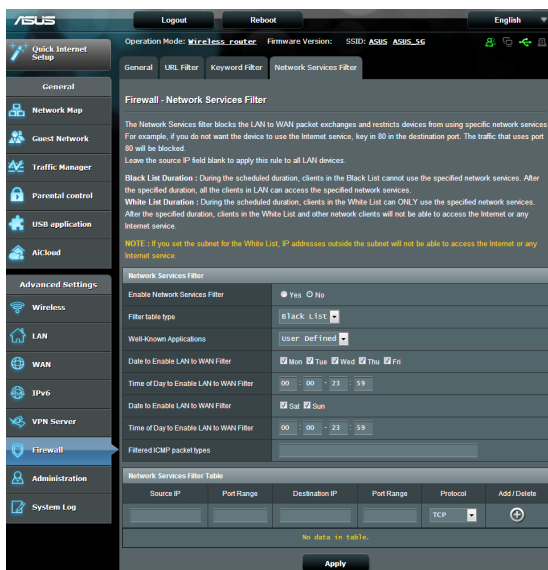 ASUS
Logout Reboot English
Operation Mode: Wireless router Firmware Version: SSID: ASUS ASUS_5G
Quick Internet
Setup
General
Network Map
Guest Network
Traffic Manager
Parental control
USB application
AiCloud
Advanced Settings
Wireless
LAN
WAN
IPv6
VPN Server
Firewall
Administration
System Log
General URL Filter Keyword Filter Network Services Filter
Firewall - Network Services Filter
The Network Services filter blocks the LAN to WAN packet exchanges and restricts devices from using specific network services
For example, if you do not want the device to use the Internet service, key in 80 in the destination port. The traffic that uses port
80 will be blocked.
Leave the source IP field blank to apply this rule to all LAN devices.
Black List Duration : During the scheduled duration, clients in the Black List cannot use the specified network services. After
the specified duration, all the clients in LAN can access the specified network services.
White List Duration : During the scheduled duration, clients in the White List can ONLY use the specified network services.
After the specified duration, clients in the White List and other network clients will not be able to access the Internet or any
Internet service.
NOTE : If you set the subnet for the White List, IP addresses outside the subnet will not be able to access the Internet or any
Internet service.
Network Services Filter
Enable Network Services Filter Yes No
Filter table type Black List
Well-Known Applications User Defined
Date to Enable LAN to WAN Filter Mon Tue Wed Thu Fri
Time of Day to Enable LAN to WAN Filter 00 : 00 - 23 : 59
Date to Enable LAN to WAN Filter Sat Sun
Time of Day to Enable LAN to WAN Filter 00 : 00 - 23 : 59
Filtered ICMP packet types
Network Services Filter Table
Source IP Port Range Destination IP Port Range Protocol Add / Delete
TCP
No data in table.
Apply